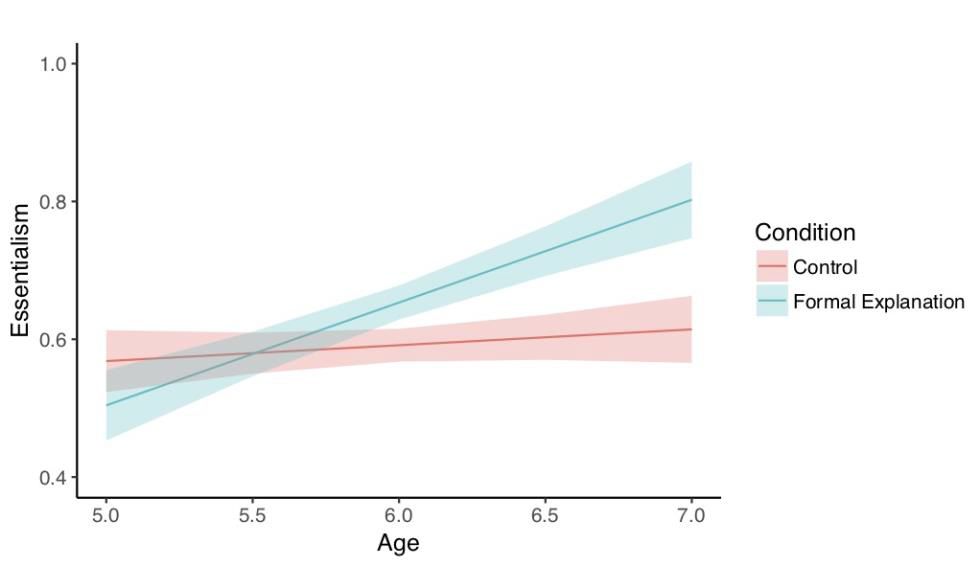 1.0
0.8
0.6
0.4
Essentialism
5.0 5.5 6.0 6.5 7.0
Age
Condition
Control
Formal Explanation